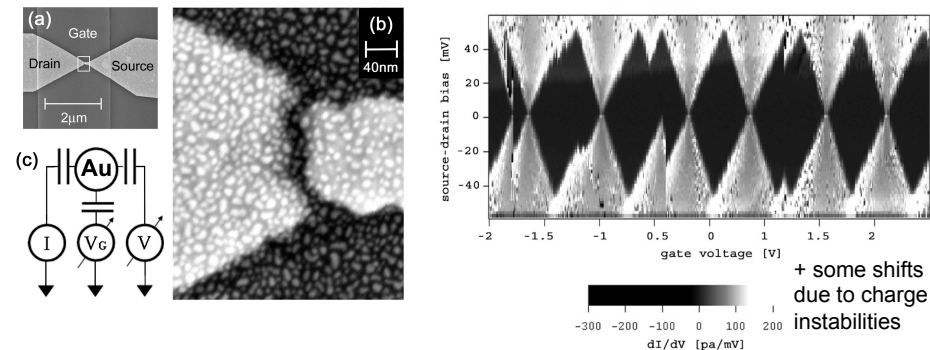 (a)
Gate
Drain
Source
2μm
(b)
40nm
(c)
Au
I
VG
V
source-drain bias [mV]
40
20
0
-20
-40
-2
-1.5
-1
0.5
0
0.5
1
1.5
2
gate voltage [V]
+ some shifts
due to charge
instabilities
-300 -200 -100 0 100 200
dI/dV [pa/mV]